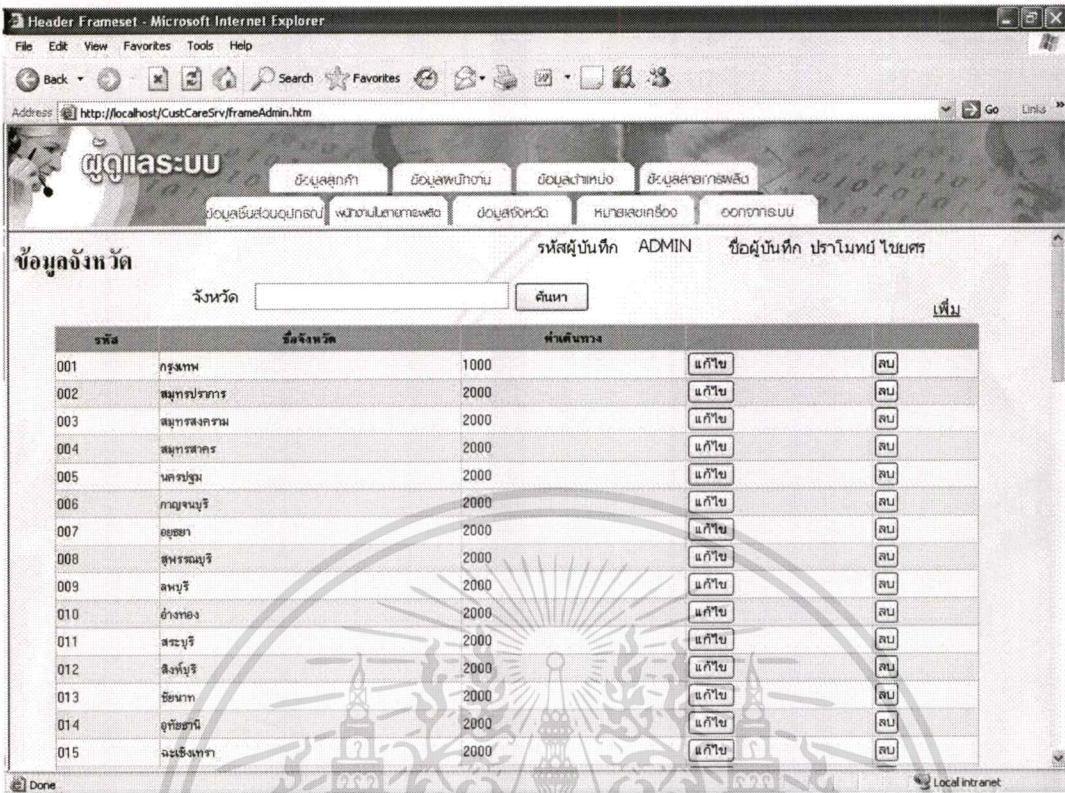 Header Frameset - Microsoft Internet Explorer
File Edit View Favorites Tools Help
Back Search Favorites
Address http://localhost/CustCareSrv/frameAdmin.htm Go Links »
ผู้ดูแลระบบ
ข้อมูลลูกค้า ข้อมูลพนักงาน ข้อมูลตำแหน่ง ข้อมูลสายการผลิต
ข้อมูลชิ้นส่วนอุปกรณ์ พนักงานในสายการผลิต ข้อมูลจังหวัด หมายเลขเครื่อง ออกจากระบบ
ข้อมูลจังหวัด รหัสผู้บันทึก ADMIN ชื่อผู้บันทึก ปราโมทย์ ไชยศร
จังหวัด ค้นหา
เพิ่ม
รหัส ชื่อจังหวัด ค่าเดินทาง
001 กรุงเทพ 1000 แก้ไข ลบ
002 สมุทรปราการ 2000 แก้ไข ลบ
003 สมุทรสงคราม 2000 แก้ไข ลบ
004 สมุทรสาคร 2000 แก้ไข ลบ
005 นครปฐม 2000 แก้ไข ลบ
006 กาญจนบุรี 2000 แก้ไข ลบ
007 อยุธยา 2000 แก้ไข ลบ
008 สุพรรณบุรี 2000 แก้ไข ลบ
009 ลพบุรี 2000 แก้ไข ลบ
010 อ่างทอง 2000 แก้ไข ลบ
011 สระบุรี 2000 แก้ไข ลบ
012 สิงห์บุรี 2000 แก้ไข ลบ
013 ชัยนาท 2000 แก้ไข ลบ
014 อุทัยธานี 2000 แก้ไข ลบ
015 ฉะเชิงเทรา 2000 แก้ไข ลบ
Done Local intranet